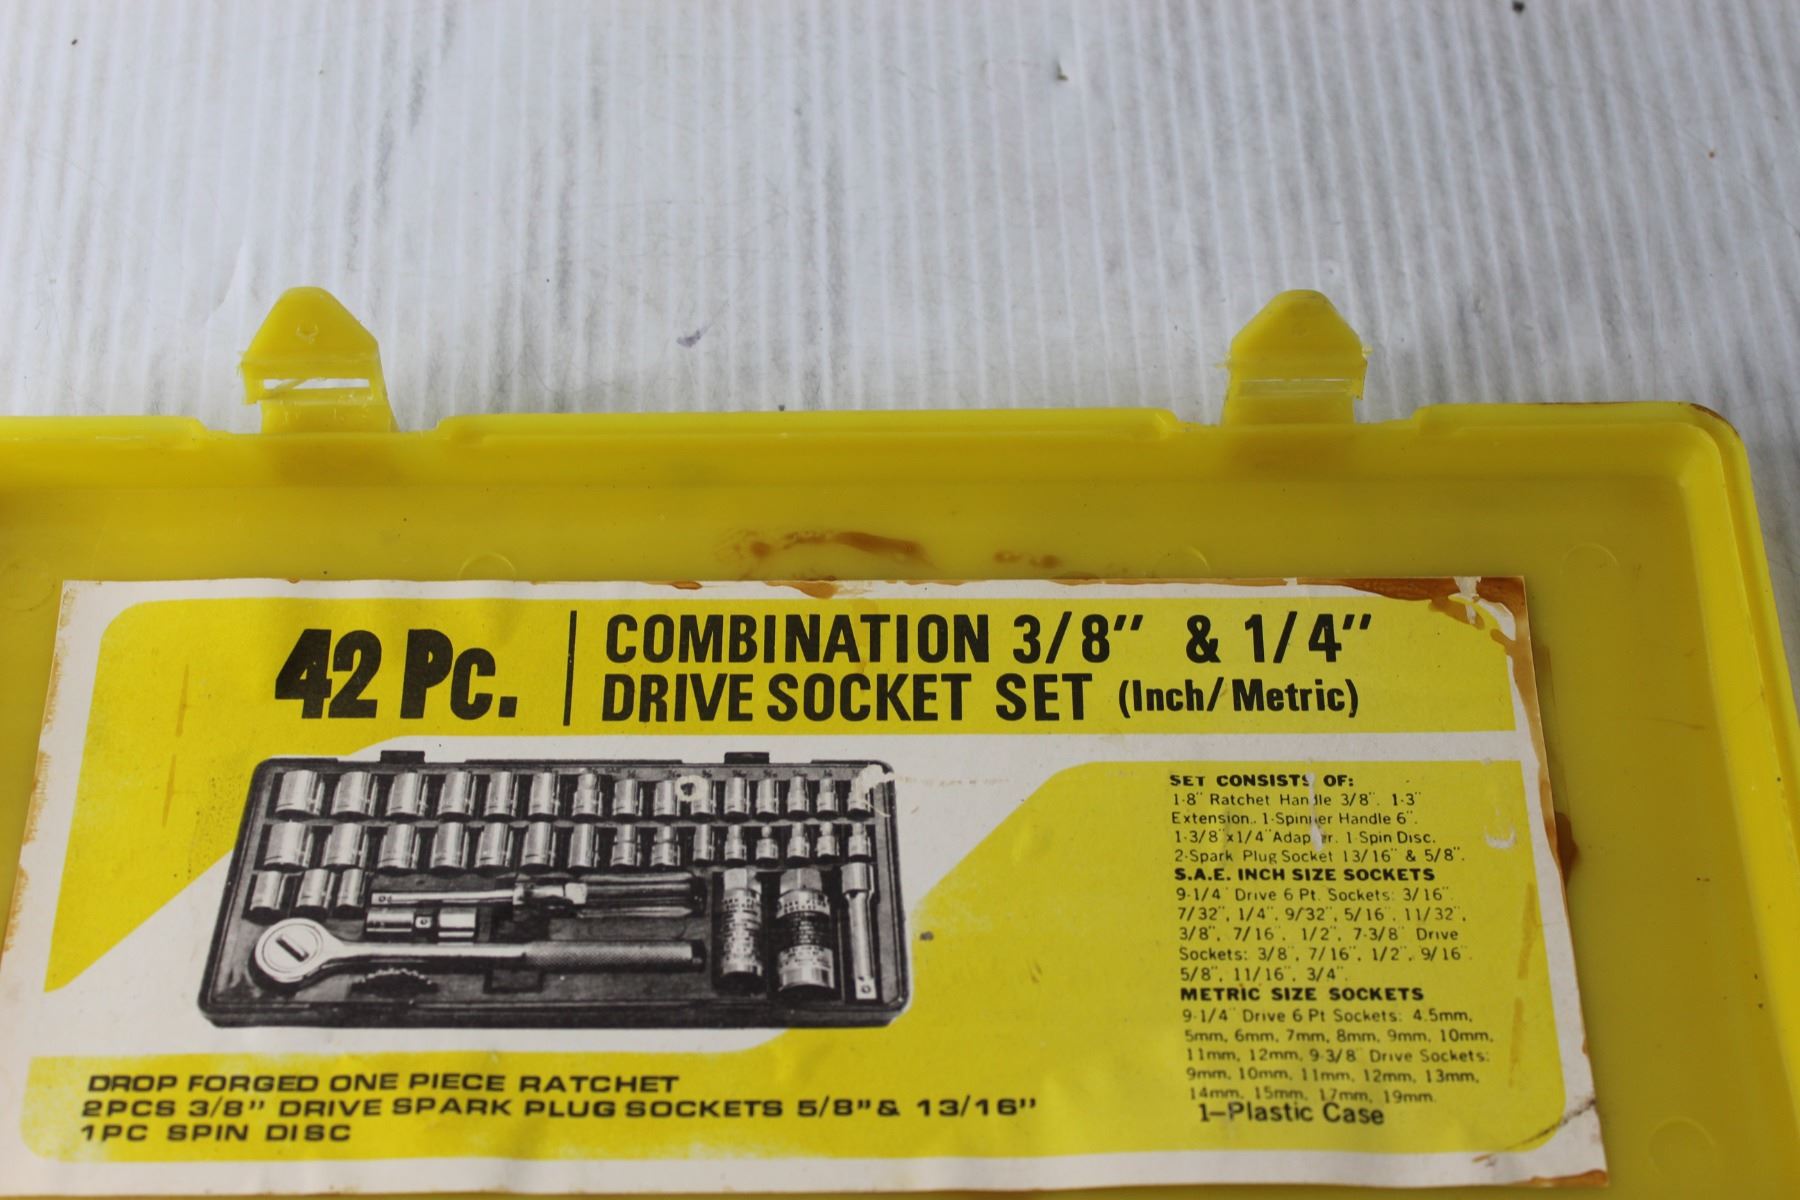 42 Pc.
COMBINATION 3/8" & 1/4"
DRIVE SOCKET SET (Inch/Metric)
SET CONSISTS OF:
1-8" Ratchet Handle 3/8". 1-3"
Extension.. 1-Spinner Handle 6".
1-3/8"x1/4"Adapter. 1-Spin Disc.
2-Spark Plug Socket 13/16" & 5/8".
S.A.E. INCH SIZE SOCKETS
9-1/4" Drive 6 Pt. Sockets: 3/16"
7/32", 1/4", 9/32", 5/16", 11/32",
3/8", 7/16", 1/2", 7-3/8" Drive
Sockets: 3/8", 7/16", 1/2", 9/16"
5/8", 11/16", 3/4".
METRIC SIZE SOCKETS
9-1/4" Drive 6 Pt Sockets: 4.5mm,
5mm, 6mm, 7mm, 8mm, 9mm, 10mm,
11mm, 12mm, 9-3/8" Drive Sockets:
9mm, 10mm, 11mm, 12mm, 13mm,
14mm, 15mm, 17mm, 19mm.
1-Plastic Case
DROP FORGED ONE PIECE RATCHET
2PCS 3/8" DRIVE SPARK PLUG SOCKETS 5/8"& 13/16"
1PC SPIN DISC